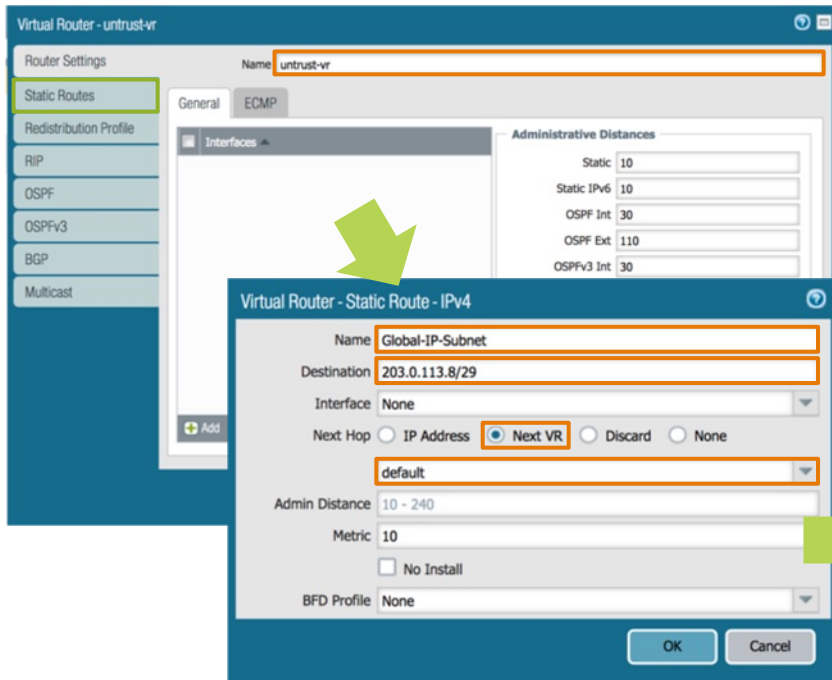 Virtual Router - untrust-vr
Router Settings
Name untrust-vr
Static Routes
General ECMP
Redistribution Profile
Interfaces
Administrative Distances
RIP
Static 10
OSPF
Static IPv6 10
OSPFv3
OSPF Int 30
BGP
OSPF Ext 110
Multicast
OSPFv3 Int 30
Add
Virtual Router - Static Route - IPv4
Name Global-IP-Subnet
Destination 203.0.113.8/29
Interface None
Next Hop IP Address Next VR Discard None
default
Admin Distance 10 - 240
Metric 10
No Install
BFD Profile None
OK Cancel